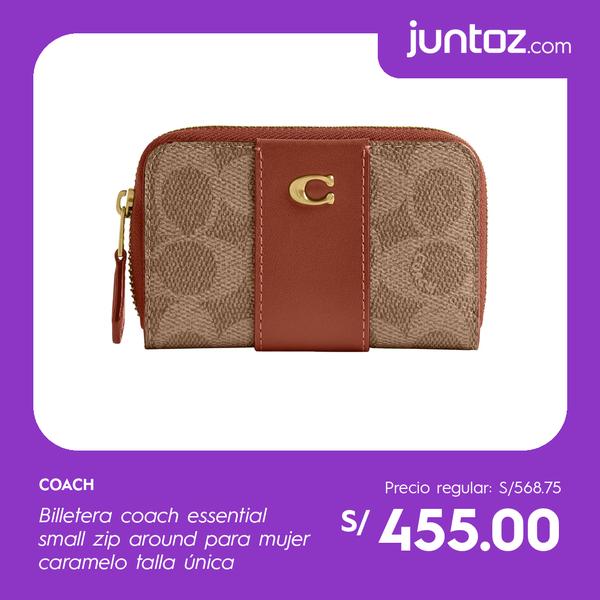 juntoz.com
C
COACH
Billetera coach essential
small zip around para mujer
caramelo talla única
Precio regular: S/568.75
S/ 455.00